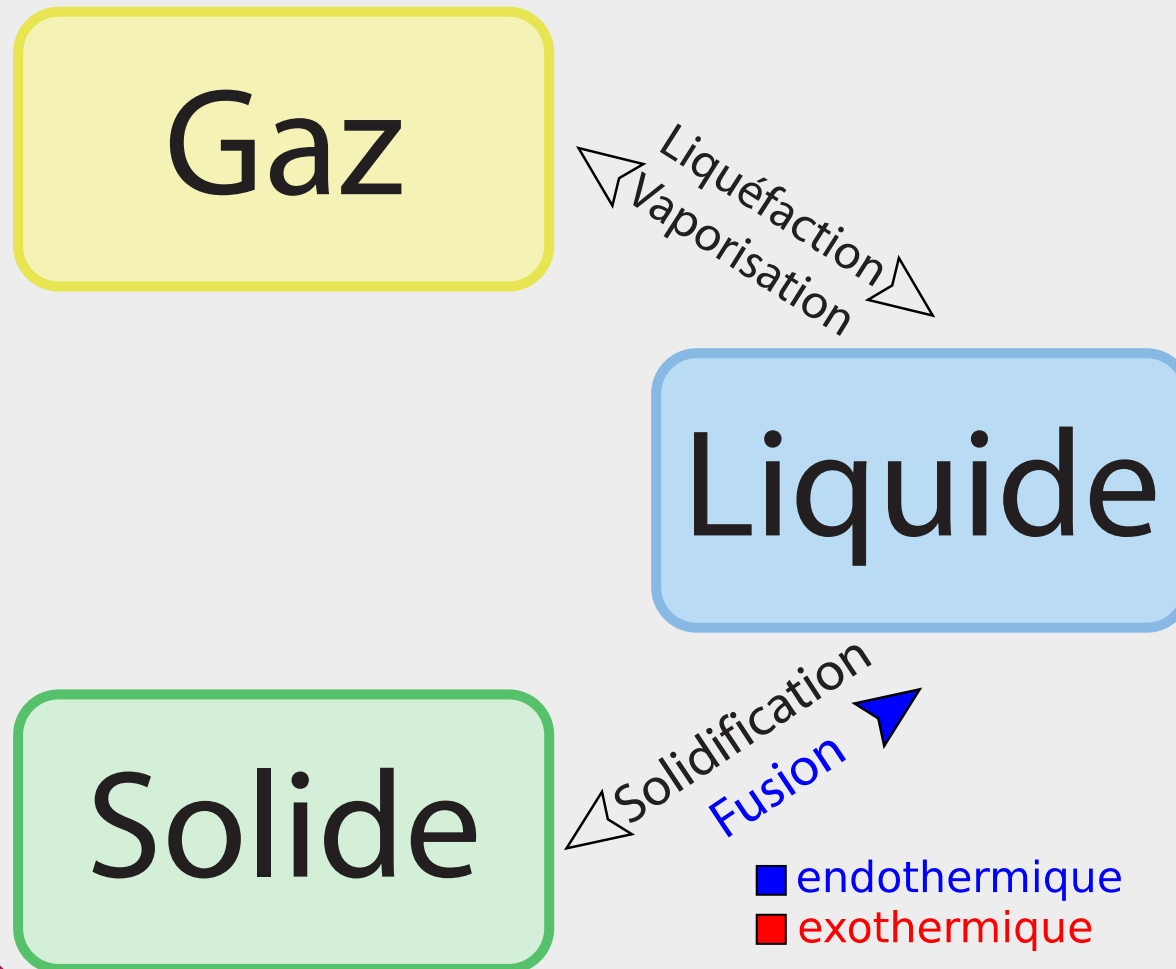 Gaz
Liquéfaction
Vaporisation
Liquide
Solidification
Fusion
Solide
endothermique
exothermique